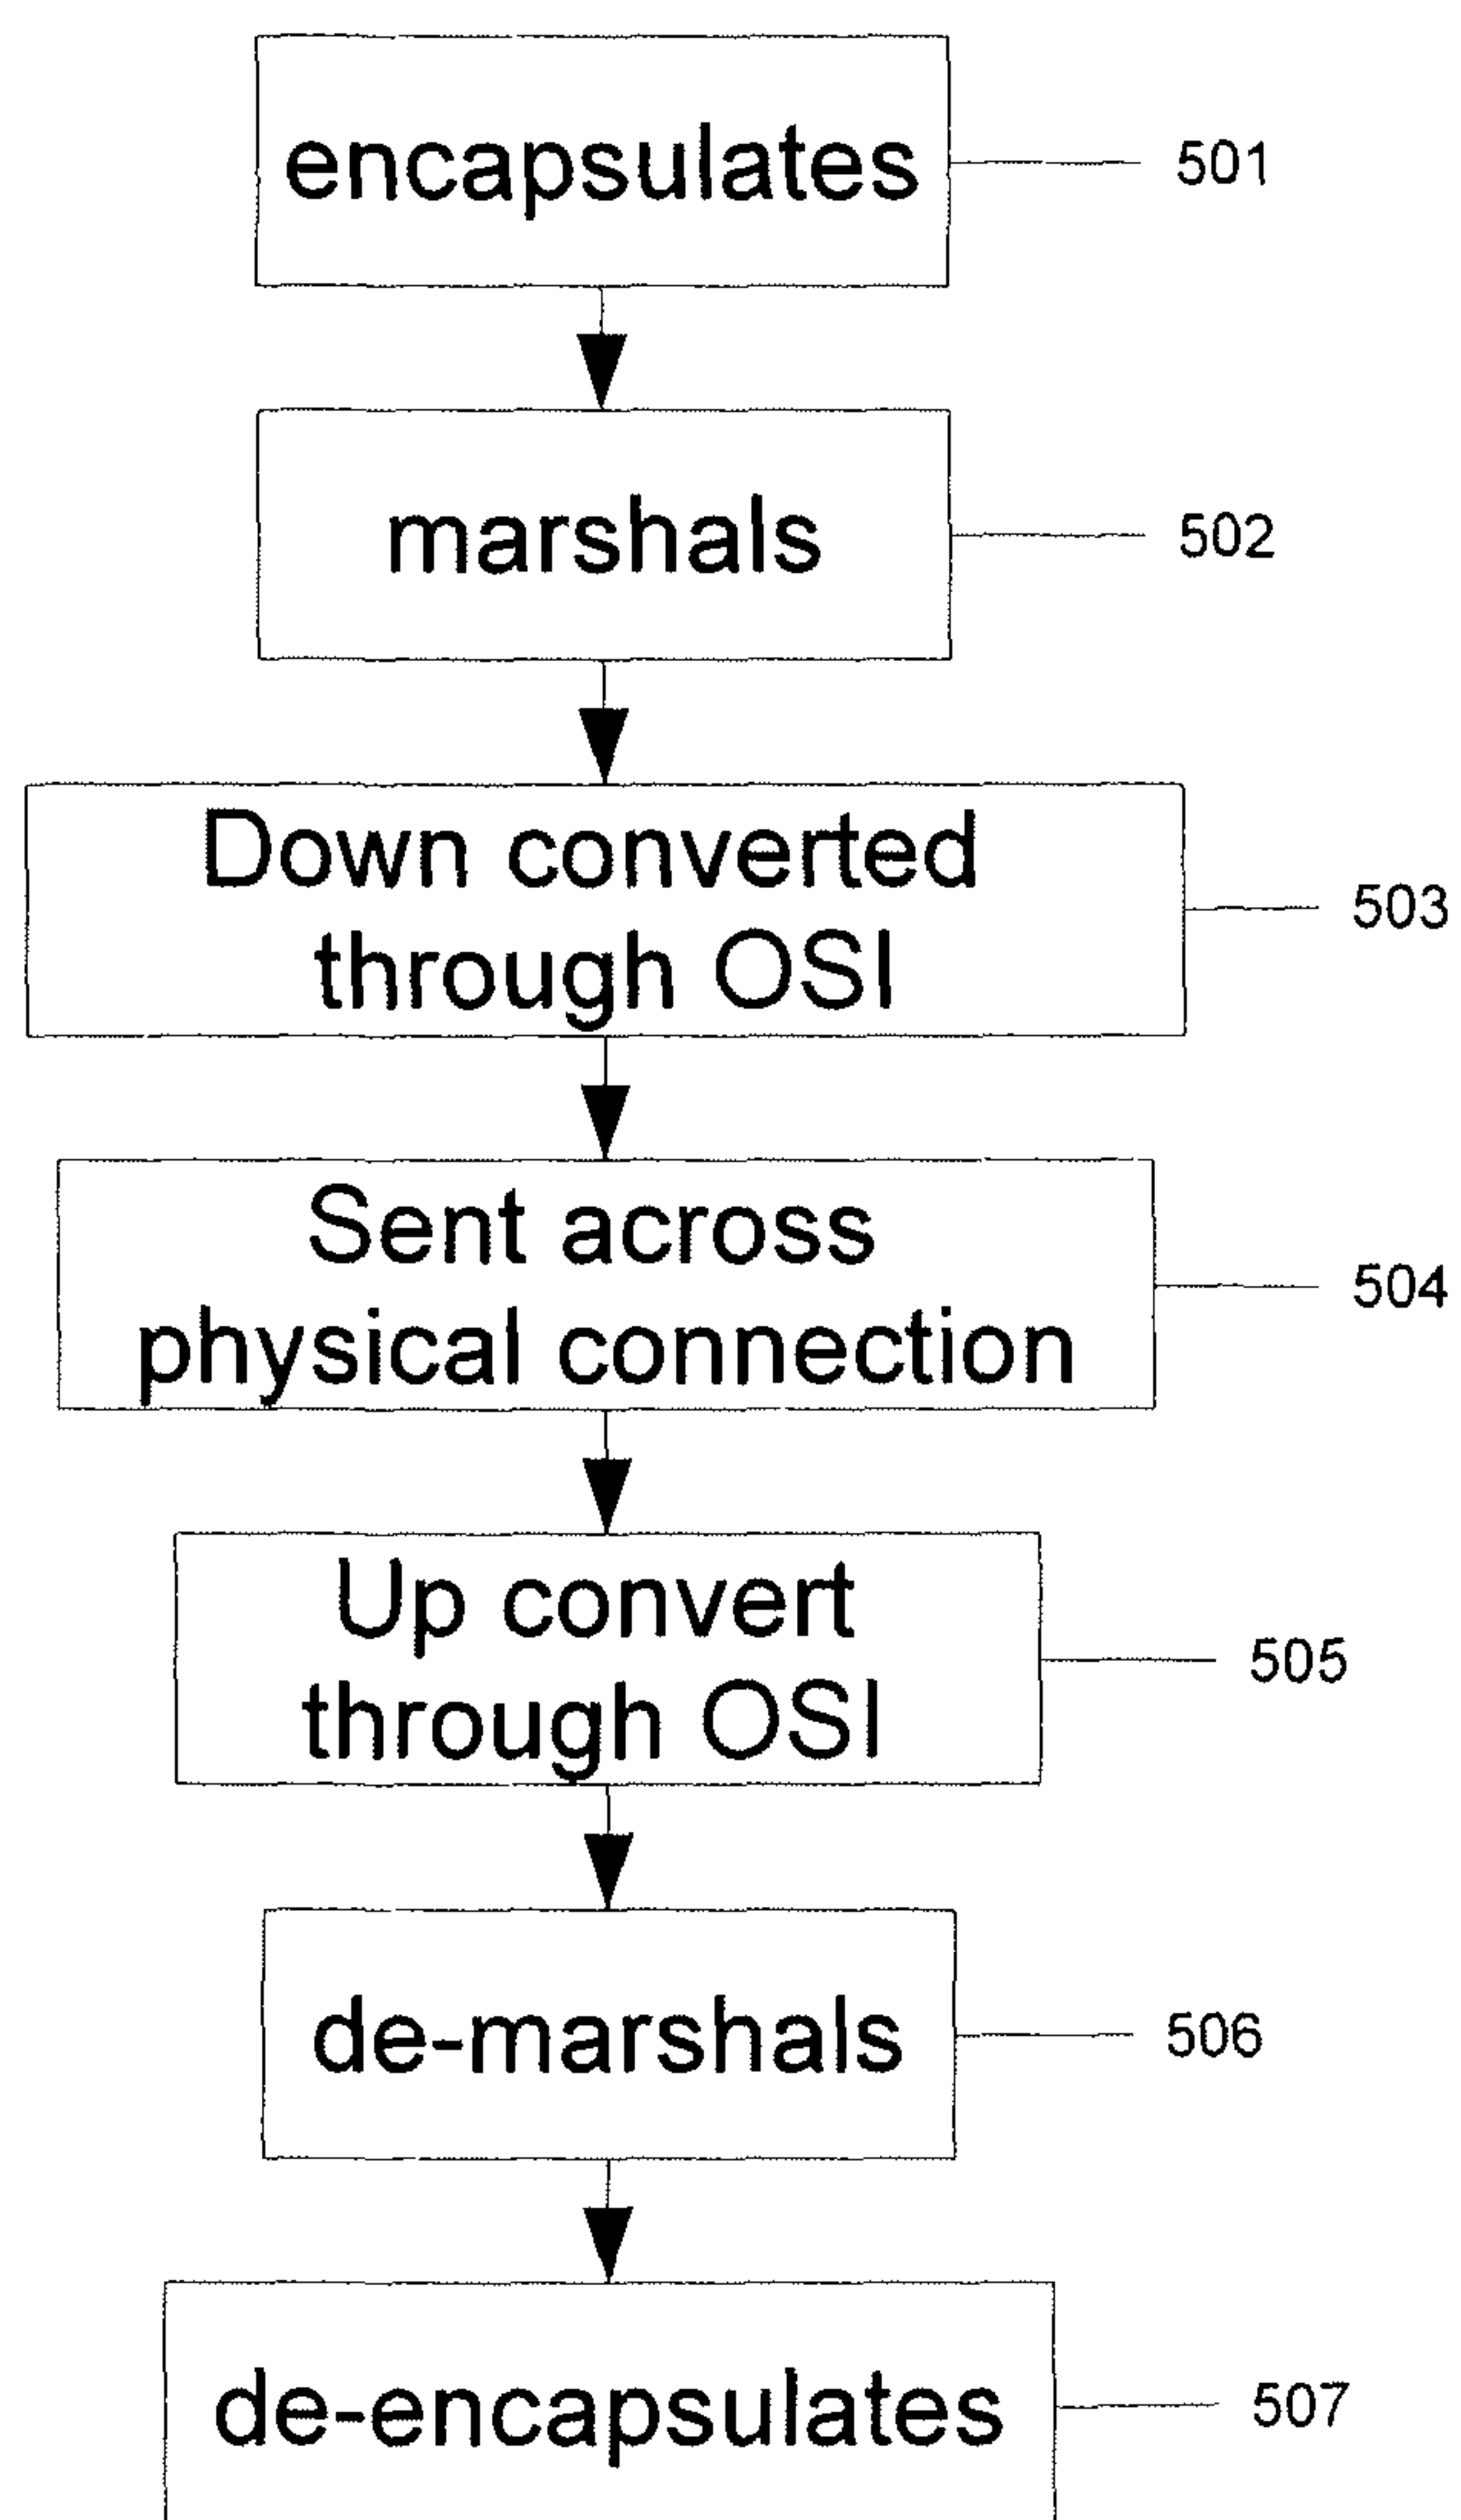 encapsulates
501
marshals
502
Down converted
through OSI
503
Sent across
physical connection
504
Up convert
through OSI
505
de-marshals
506
de-encapsulates
507